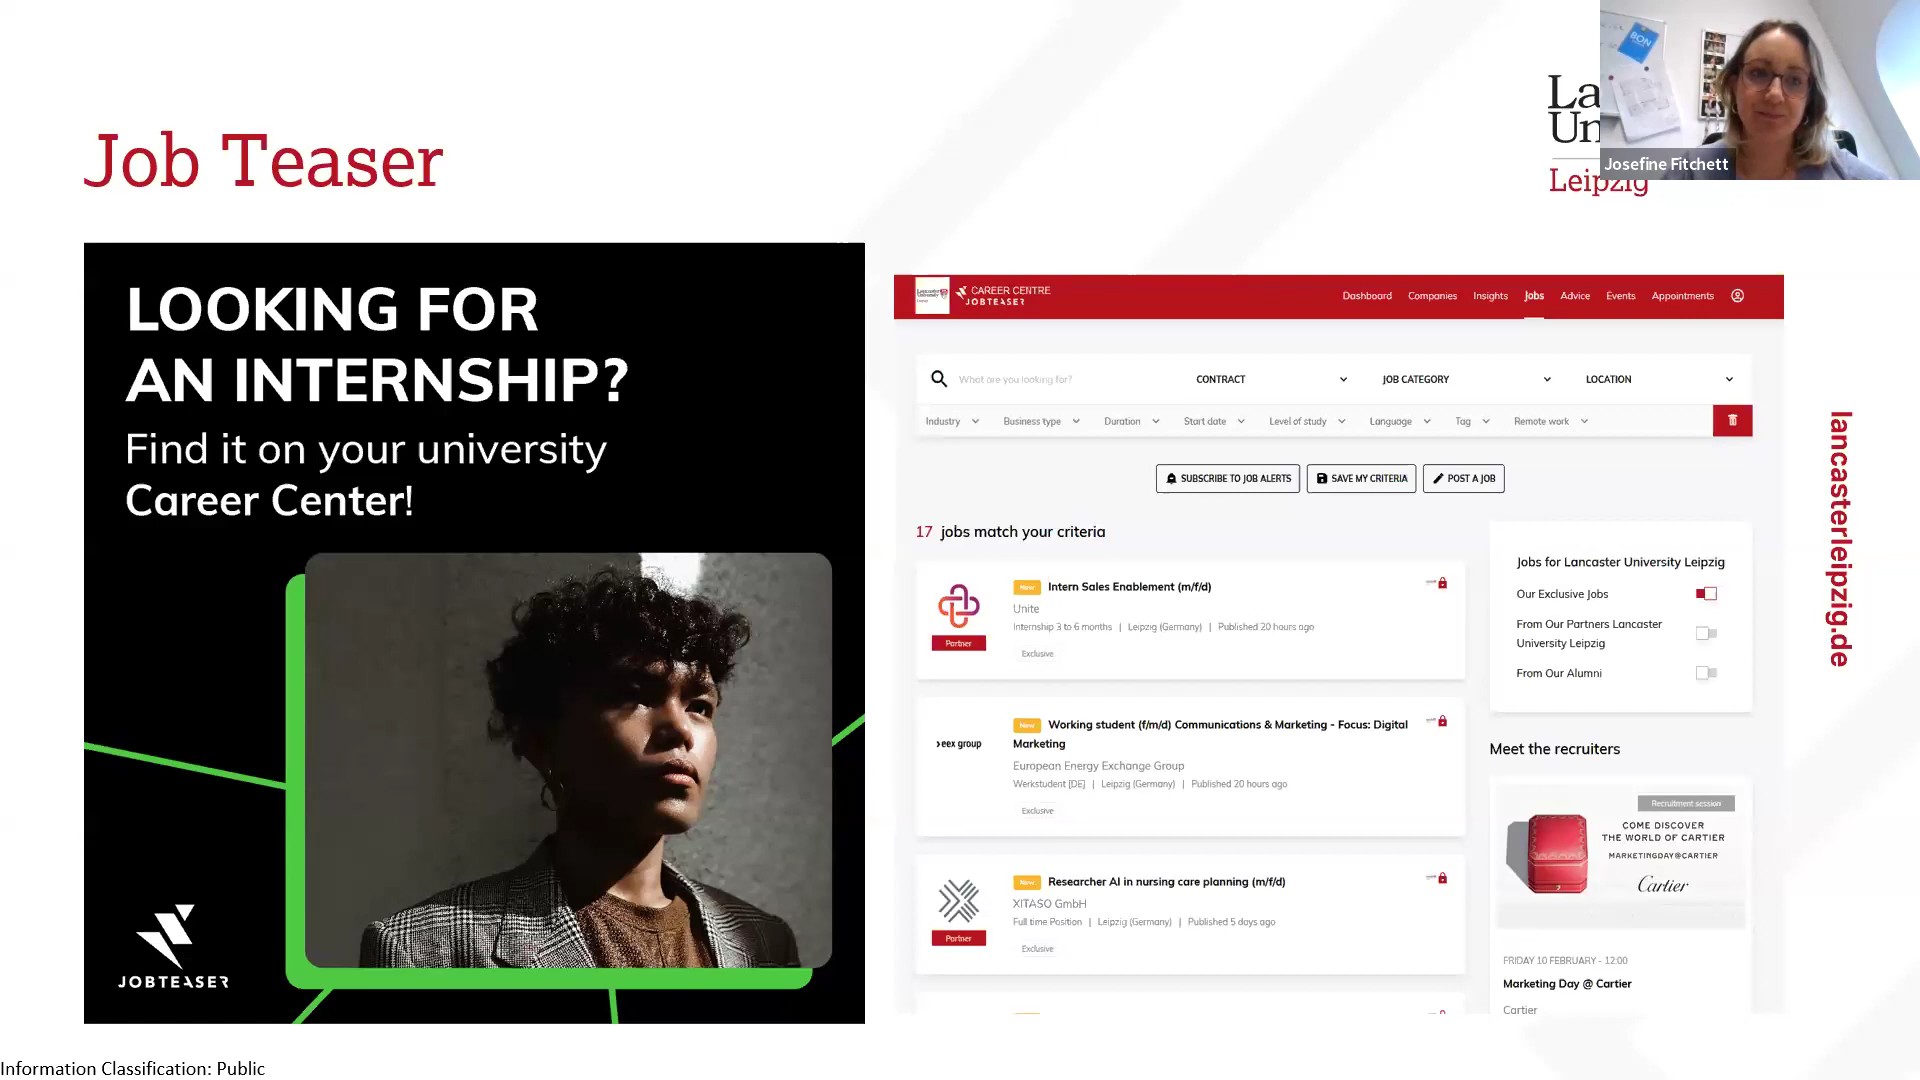 Job Teaser
La
Un
Leipzig
BON
Josefine Fitchett
LOOKING FOR
AN INTERNSHIP?
Find it on your university
Career Center!
JOBTEASER
CAREER CENTRE
JOBTEASER
Dashboard Companies Insights Jobs Advice Events Appointments
What are you looking for? CONTRACT JOB CATEGORY LOCATION
Industry Business type Duration Start date Level of study Language Tag Remote work
SUBSCRIBE TO JOB ALERTS SAVE MY CRITERIA POST A JOB
17 jobs match your criteria
New Intern Sales Enablement (m/f/d)
Unite
Internship 3 to 6 months | Leipzig (Germany) | Published 20 hours ago
Partner
Exclusive
New Working student (f/m/d) Communications & Marketing - Focus: Digital
Marketing
›eex group
European Energy Exchange Group
Werkstudent [DE] | Leipzig (Germany) | Published 20 hours ago
Exclusive
New Researcher AI in nursing care planning (m/f/d)
XITASO GmbH
Full time Position | Leipzig (Germany) | Published 5 days ago
Partner
Exclusive
Jobs for Lancaster University Leipzig
Our Exclusive Jobs
From Our Partners Lancaster
University Leipzig
From Our Alumni
Meet the recruiters
Recruitment session
COME DISCOVER
THE WORLD OF CARTIER
MARKETINGDAY@CARTIER
Cartier
FRIDAY 10 FEBRUARY - 12:00
Marketing Day @ Cartier
Cartier
lancasterleipzig.de
Information Classification: Public